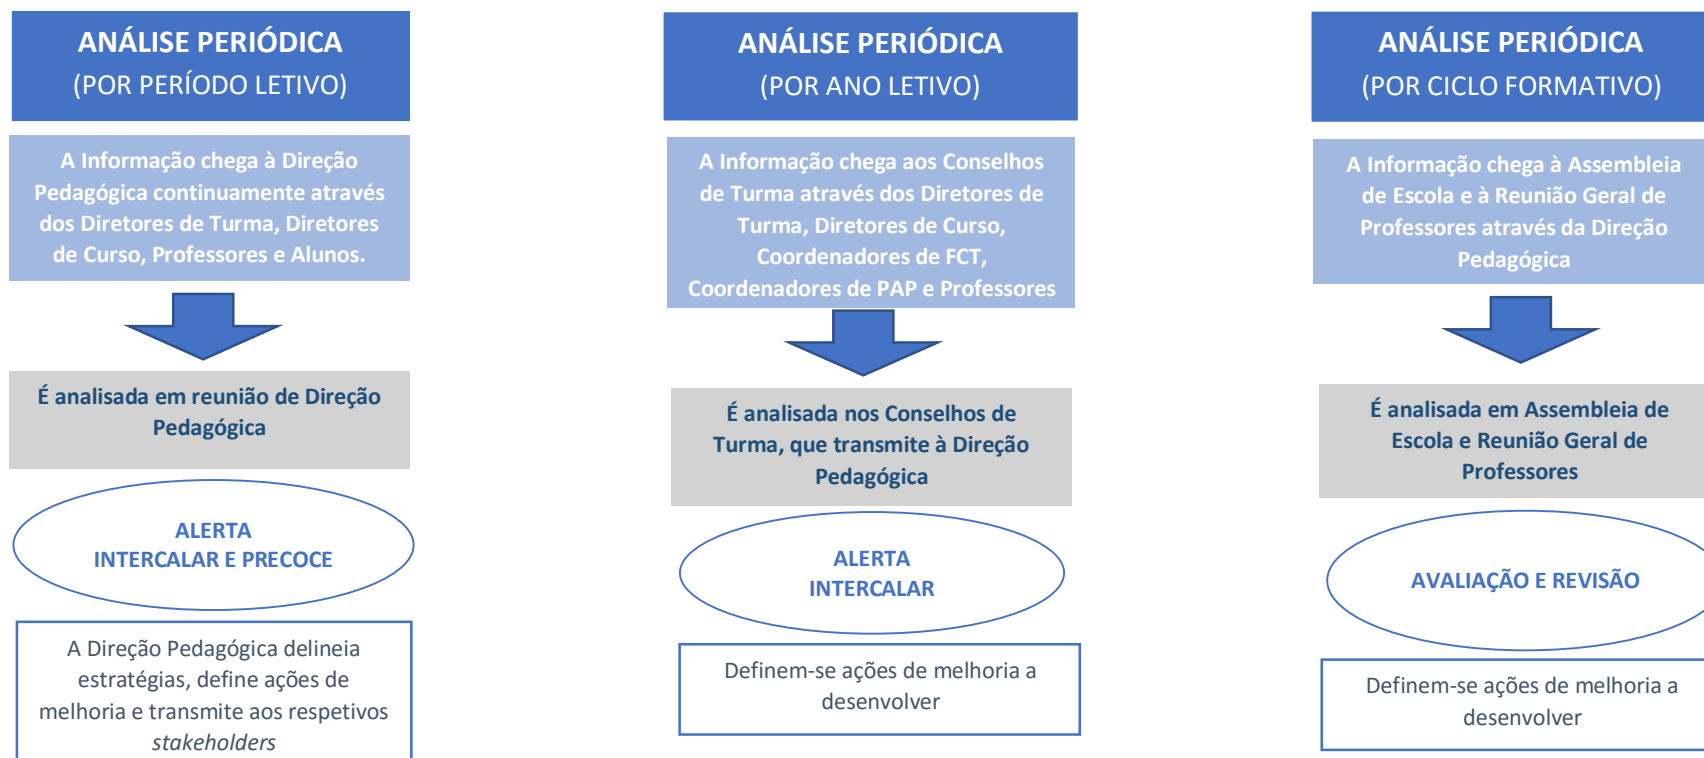 ANÁLISE PERIÓDICA
(POR PERÍODO LETIVO)
A Informação chega à Direção
Pedagógica continuamente através
dos Diretores de Turma, Diretores
de Curso, Professores e Alunos.
É analisada em reunião de Direção
Pedagógica
ALERTA
INTERCALAR E PRECOCE
A Direção Pedagógica delineia
estratégias, define ações de
melhoria e transmite aos respetivos
stakeholders
ANÁLISE PERIÓDICA
(POR ANO LETIVO)
A Informação chega aos Conselhos
de Turma através dos Diretores de
Turma, Diretores de Curso,
Coordenadores de FCT,
Coordenadores de PAP e Professores
É analisada nos Conselhos de
Turma, que transmite à Direção
Pedagógica
ALERTA
INTERCALAR
Definem-se ações de melhoria a
desenvolver
ANÁLISE PERIÓDICA
(POR CICLO FORMATIVO)
A Informação chega à Assembleia
de Escola e à Reunião Geral de
Professores através da Direção
Pedagógica
É analisada em Assembleia de
Escola e Reunião Geral de
Professores
AVALIAÇÃO E REVISÃO
Definem-se ações de melhoria a
desenvolver